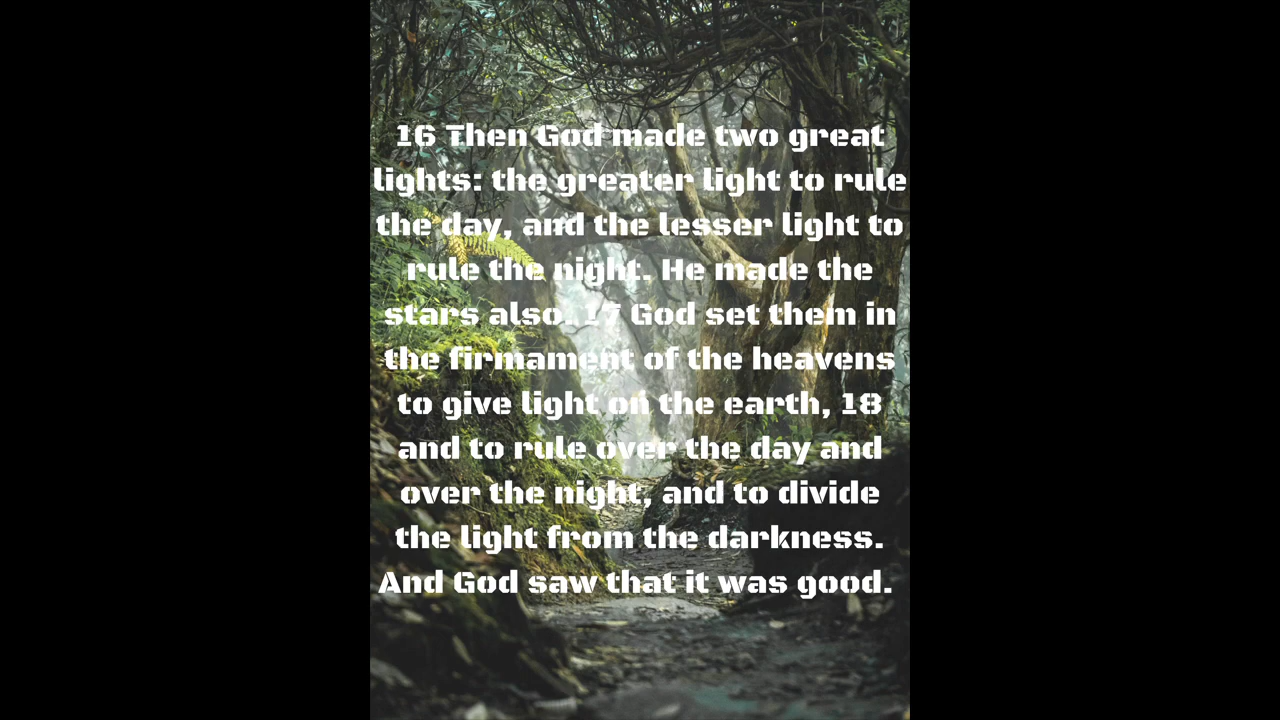 16 Then God made two great
lights: the greater light to rule
the day, and the lesser light to
rule the night. He made the
stars also. 17 God set them in
the firmament of the heavens
to give light on the earth, 18
and to rule over the day and
over the night, and to divide
the light from the darkness.
And God saw that it was good.